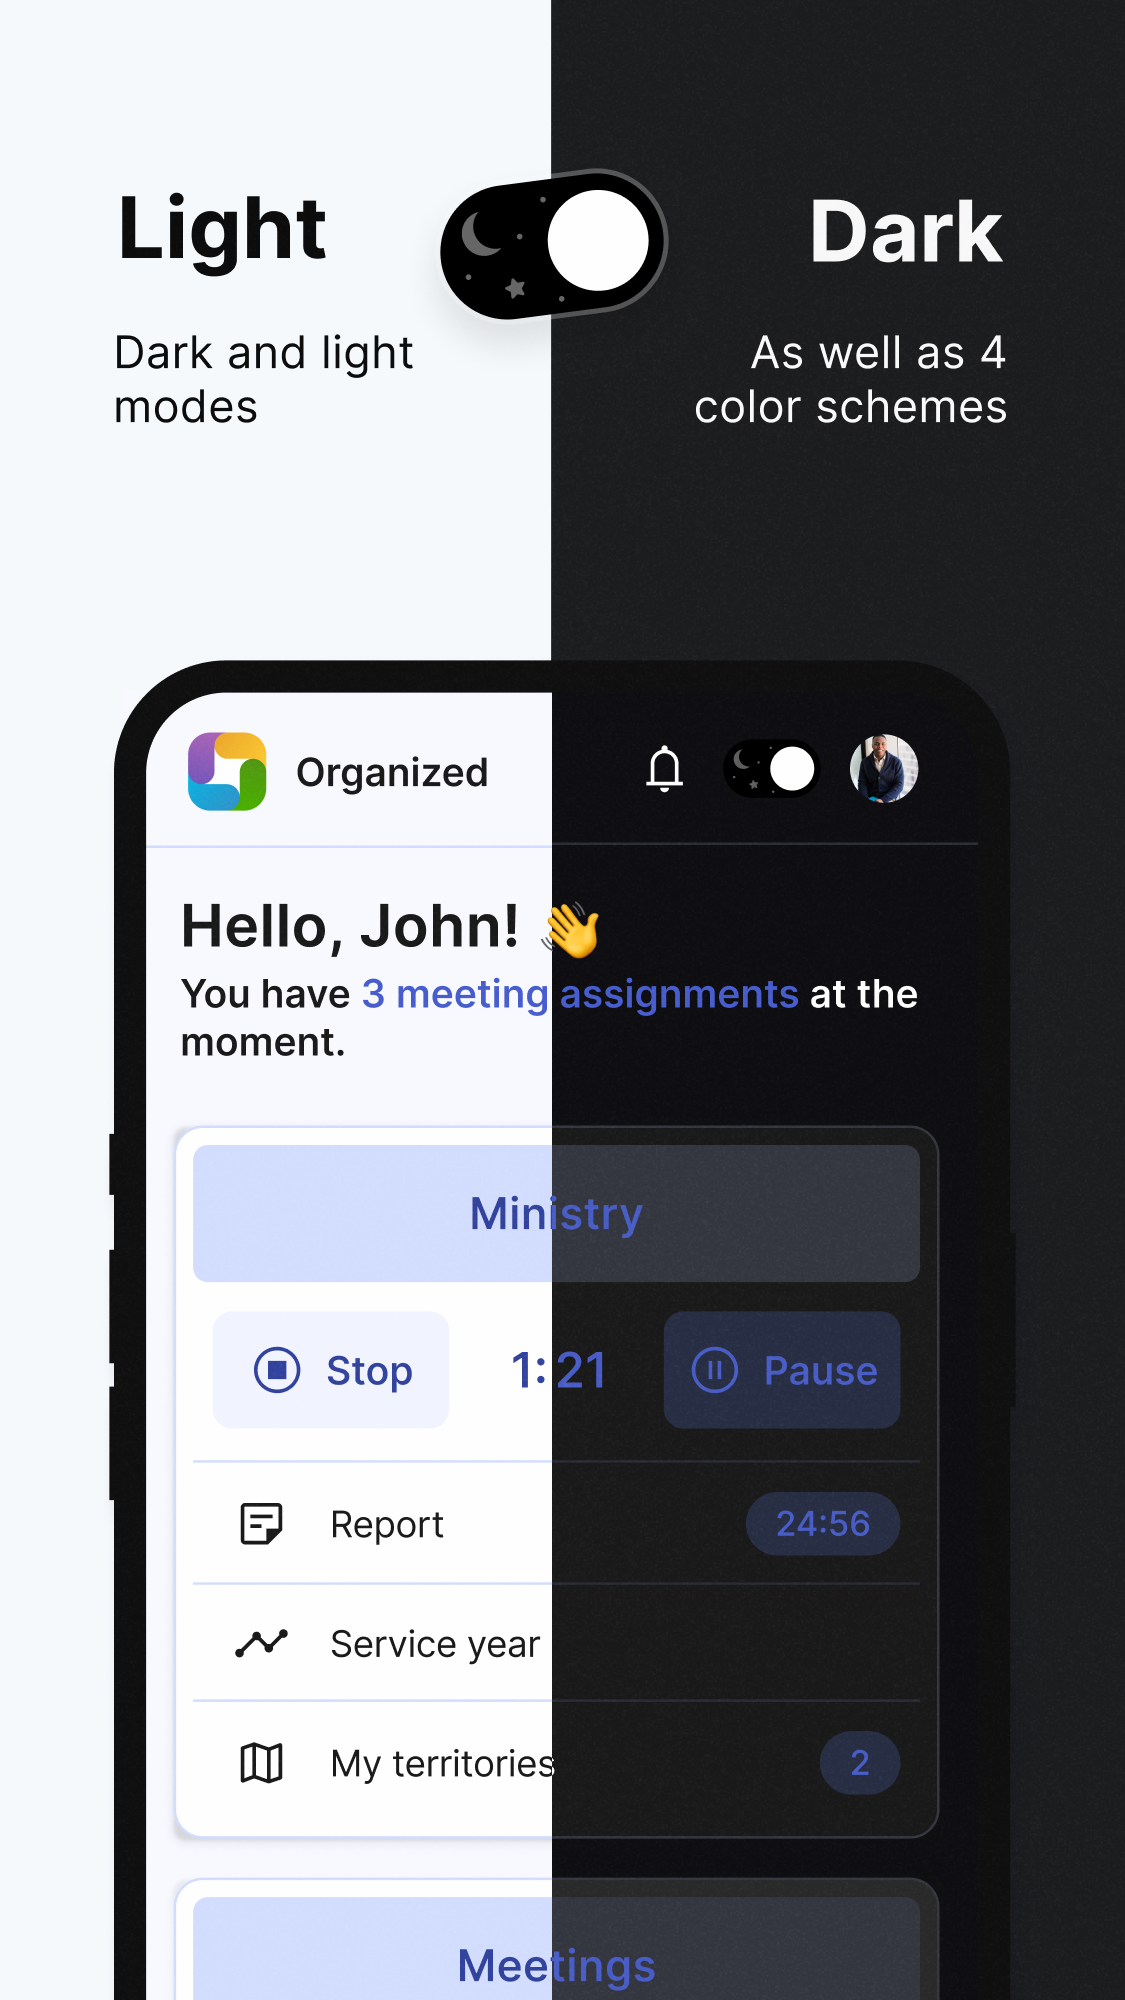 Light
Dark
Dark and light
modes
As well as 4
color schemes
Organized
Hello, John! 👋
You have 3 meeting assignments at the
moment.
Ministry
Stop
1:21
Pause
Report
24:56
Service year
My territories
2
Meetings